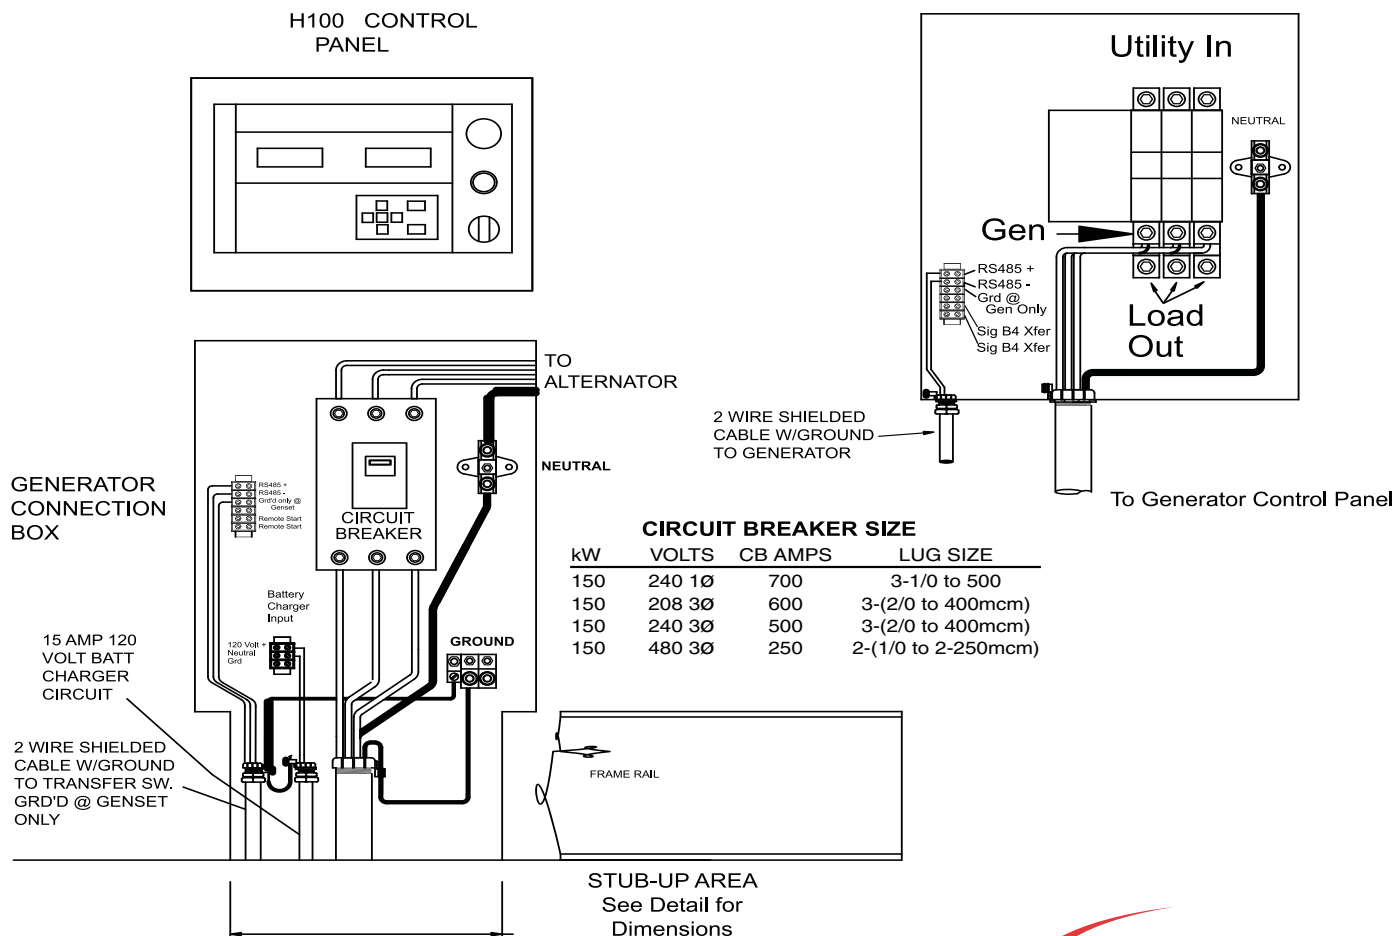 H100 CONTROL
PANEL
Utility In
NEUTRAL
Gen
RS485 +
RS485 -
Grd @
Gen Only
Sig B4 Xfer
Sig B4 Xfer
Load
Out
2 WIRE SHIELDED
CABLE W/GROUND
TO GENERATOR
To Generator Control Panel
TO
ALTERNATOR
NEUTRAL
GENERATOR
CONNECTION
BOX
RS485 +
RS485 -
Grd'd only @
Genset
Remote Start
Remote Start
CIRCUIT
BREAKER
Battery
Charger
Input
120 Volt +
Neutral
Grd
GROUND
15 AMP 120
VOLT BATT
CHARGER
CIRCUIT
2 WIRE SHIELDED
CABLE W/GROUND
TO TRANSFER SW.
GRD'D @ GENSET
ONLY
CIRCUIT BREAKER SIZE
kW VOLTS CB AMPS LUG SIZE
150 240 1Ø 700 3-1/0 to 500
150 208 3Ø 600 3-(2/0 to 400mcm)
150 240 3Ø 500 3-(2/0 to 400mcm)
150 480 3Ø 250 2-(1/0 to 2-250mcm)
FRAME RAIL
STUB-UP AREA
See Detail for
Dimensions